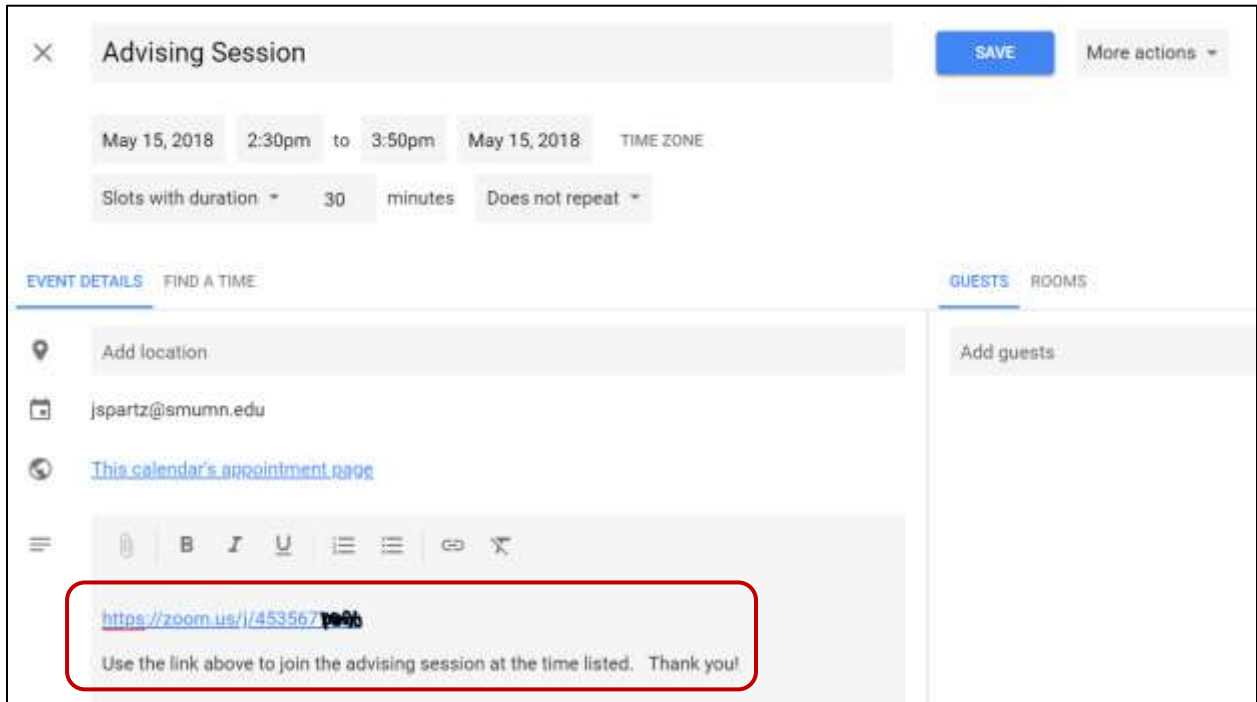 Advising Session
SAVE
More actions
May 15, 2018 2:30pm to 3:50pm May 15, 2018 TIME ZONE
Slots with duration 30 minutes Does not repeat
EVENT DETAILS FIND A TIME
GUESTS ROOMS
Add location
Add guests
jspartz@smumn.edu
This calendar's appointment page
B I U
https://zoom.us/j/453567
Use the link above to join the advising session at the time listed. Thank you!